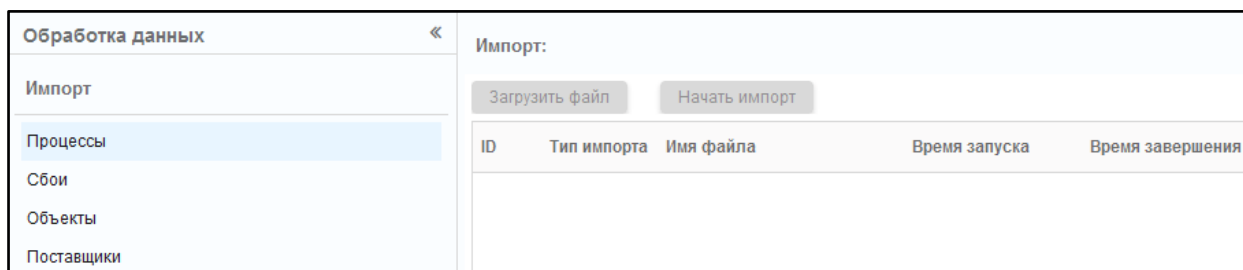 Обработка данных «
Импорт
Процессы
Сбои
Объекты
Поставщики
Импорт:
Загрузить файл Начать импорт
ID Тип импорта Имя файла Время запуска Время завершения